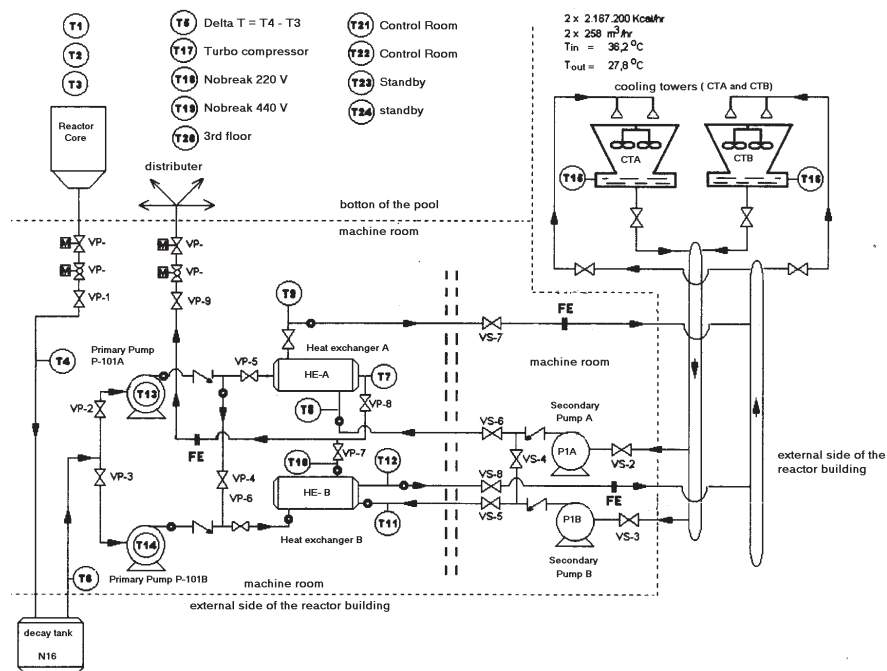 T1
T2
T3
T5 Delta T = T4 - T3
T17 Turbo compressor
T18 Nobreak 220 V
T19 Nobreak 440 V
T26 3rd floor
T21 Control Room
T22 Control Room
T23 Standby
T24 standby
2 x 2.167.200 Kcal/hr
2 x 258 m³/hr
Tin = 36,2 °C
Tout = 27,8 °C
cooling towers ( CTA and CTB)
CTA
CTB
T15
T16
Reactor
Core
distributer
botton of the pool
machine room
M VP-
M VP-
VP-1
M VP-
M VP-
VP-9
T9
FE
VS-7
Heat exchanger A
Primary Pump
P-101A
T4
VP-5
HE-A
T7
T13
machine room
VP-2
T8
VP-8
VS-6
Secondary
Pump A
FE
VP-7
VS-4
P1A
VS-2
external side of the
reactor building
VP-3
VP-4
VP-6
T10
T12
VS-8
HE- B
FE
T11
VS-5
P1B
VS-3
T14
Heat exchanger B
Secondary
Pump B
T6
Primary Pump P-101B
machine room
external side of the reactor building
decay tank
N16